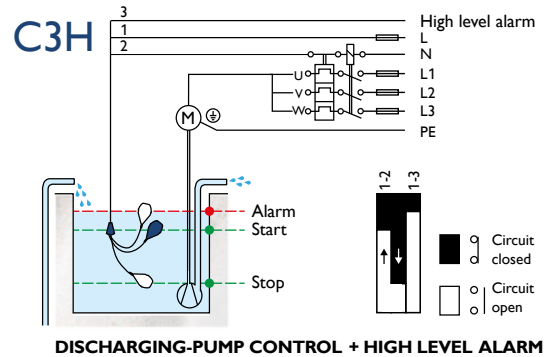 C3H
3
High level alarm
1
L
2
N
U
L1
V
L2
W
L3
M
PE
Alarm
Start
Stop
1-2
1-3
Circuit
closed
Circuit
open
DISCHARGING-PUMP CONTROL + HIGH LEVEL ALARM